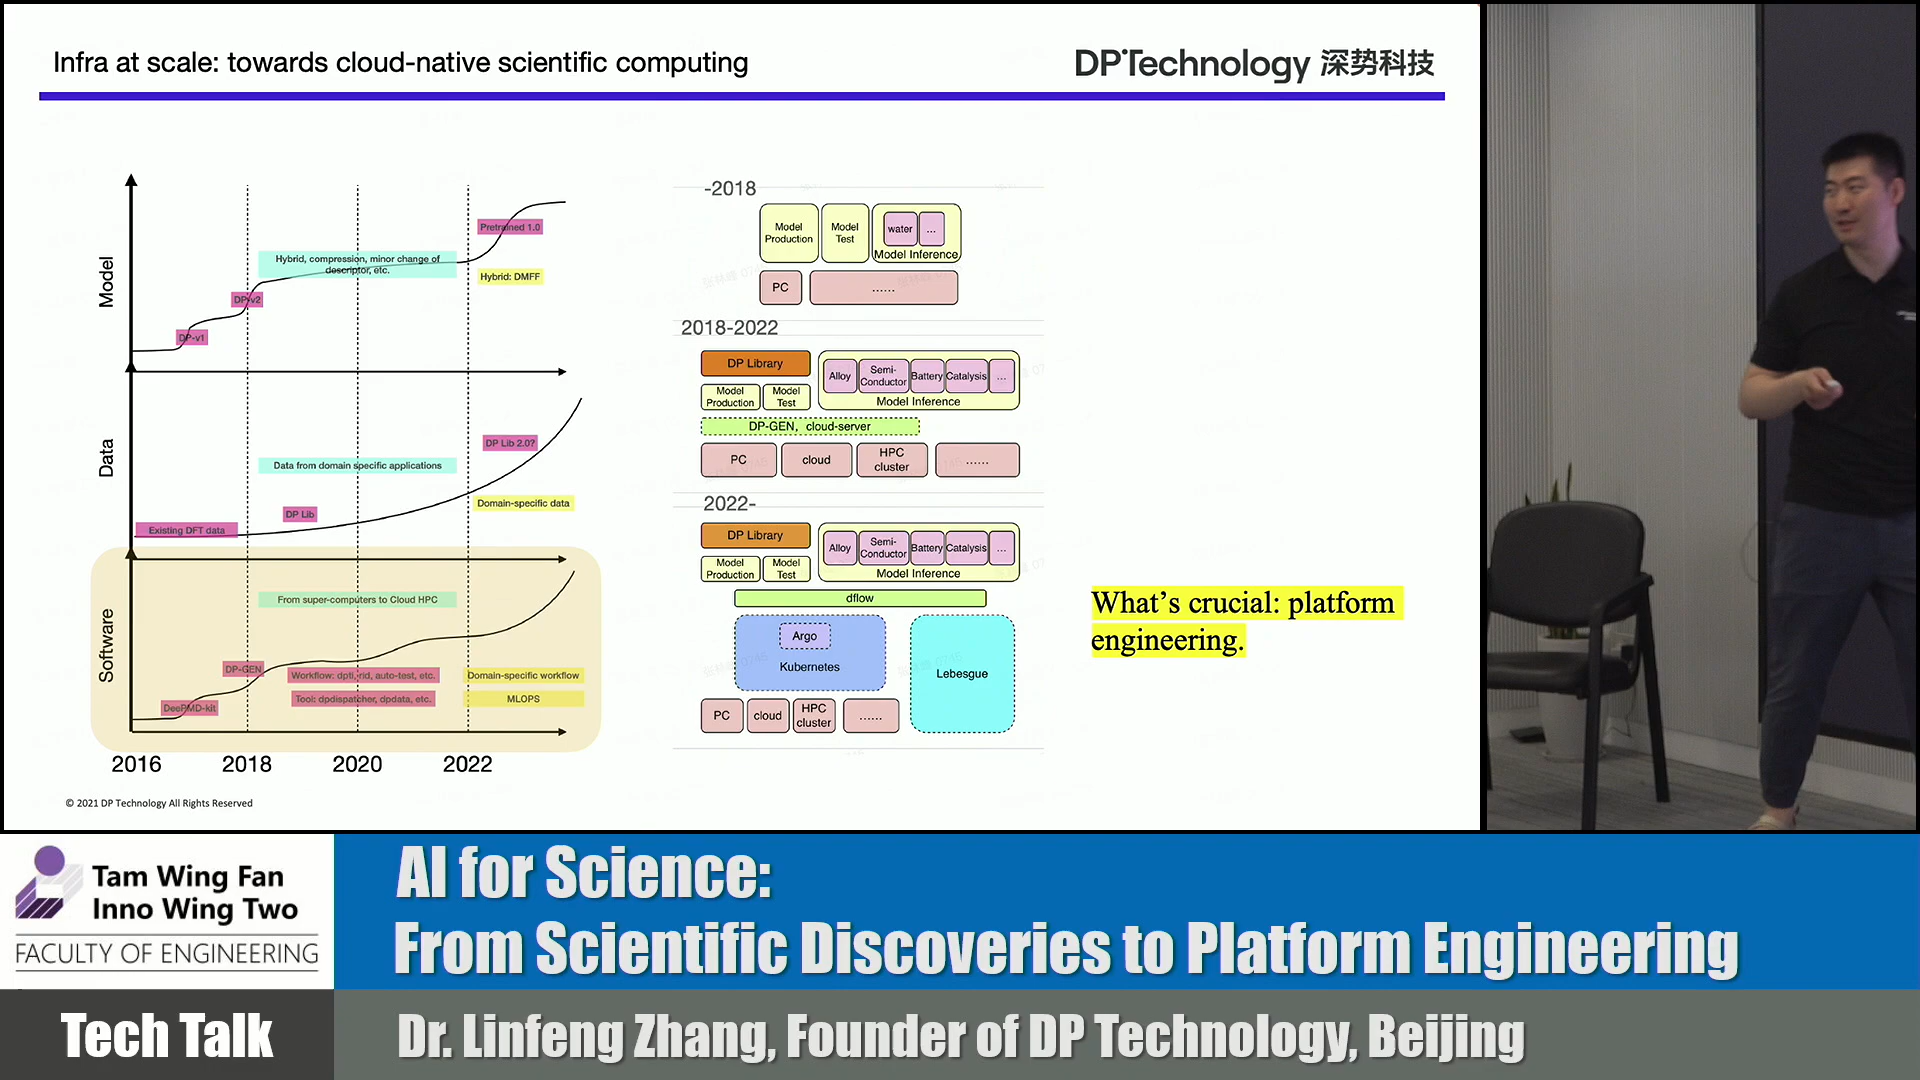 Infra at scale: towards cloud-native scientific computing
DP Technology 深势科技
Model
Pretrained 1.0
Hybrid, compression, minor change of
descriptor, etc.
Hybrid: DMFF
DP-v2
DP-v1
Data
DP Lib 2.0?
Data from domain specific applications
Domain-specific data
DP Lib
Existing DFT data
Software
From super-computers to Cloud HPC
DP-GEN
Workflow: dpti, rid, auto-test, etc.
Domain-specific workflow
Tool: dpdispatcher, dpdata, etc.
MLOPS
DeePMD-kit
2016
2018
2020
2022
-2018
Model
Production
Model
Test
water
...
Model Inference
PC
......
2018-2022
DP Library
Model
Production
Model
Test
Alloy
Semi-
Conductor
Battery
Catalysis
...
Model Inference
DP-GEN, cloud-server
PC
cloud
HPC
cluster
......
2022-
DP Library
Model
Production
Model
Test
Alloy
Semi-
Conductor
Battery
Catalysis
...
Model Inference
dflow
Argo
Kubernetes
Lebesgue
PC
cloud
HPC
cluster
......
What's crucial: platform
engineering.
© 2021 DP Technology All Rights Reserved
Tam Wing Fan
Inno Wing Two
FACULTY OF ENGINEERING
AI for Science:
From Scientific Discoveries to Platform Engineering
Tech Talk
Dr. Linfeng Zhang, Founder of DP Technology, Beijing